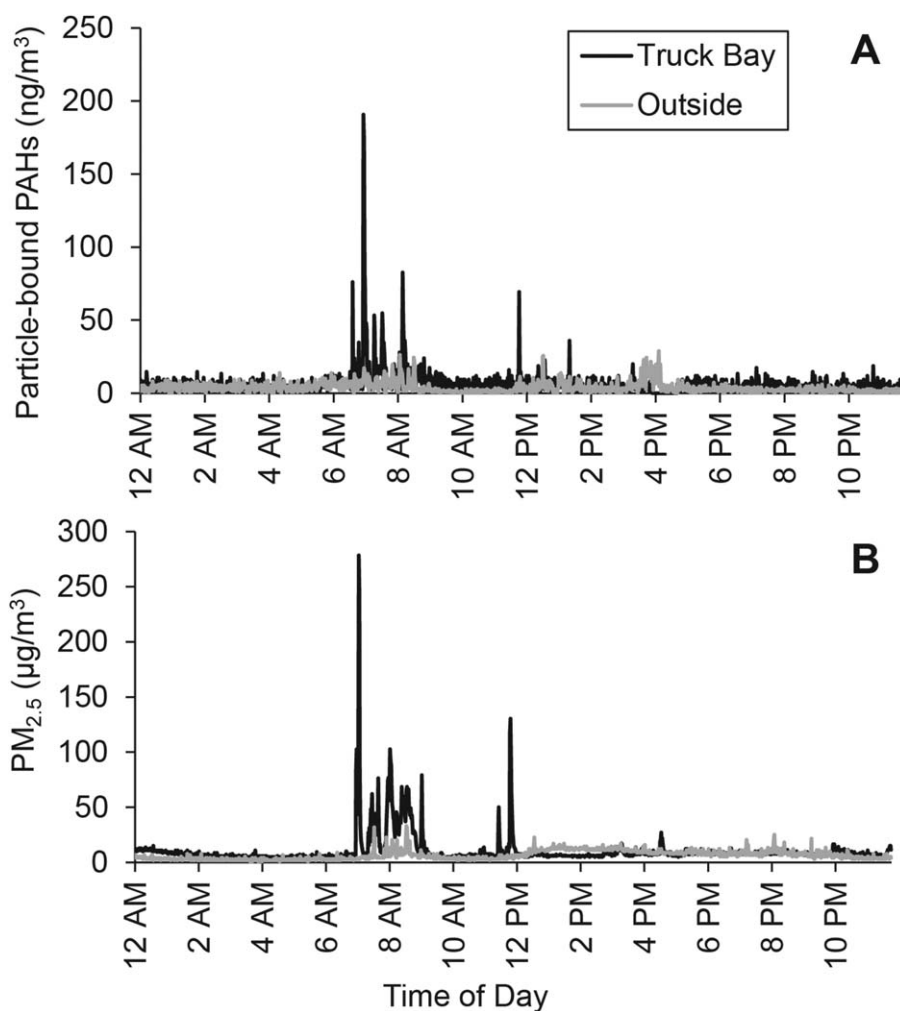 A
Truck Bay
Outside
Particle-bound PAHs (ng/m³)
250
200
150
100
50
0
12 AM
2 AM
4 AM
6 AM
8 AM
10 AM
12 PM
2 PM
4 PM
6 PM
8 PM
10 PM
B
PM₂.₅ (µg/m³)
300
250
200
150
100
50
0
12 AM
2 AM
4 AM
6 AM
8 AM
10 AM
12 PM
2 PM
4 PM
6 PM
8 PM
10 PM
Time of Day